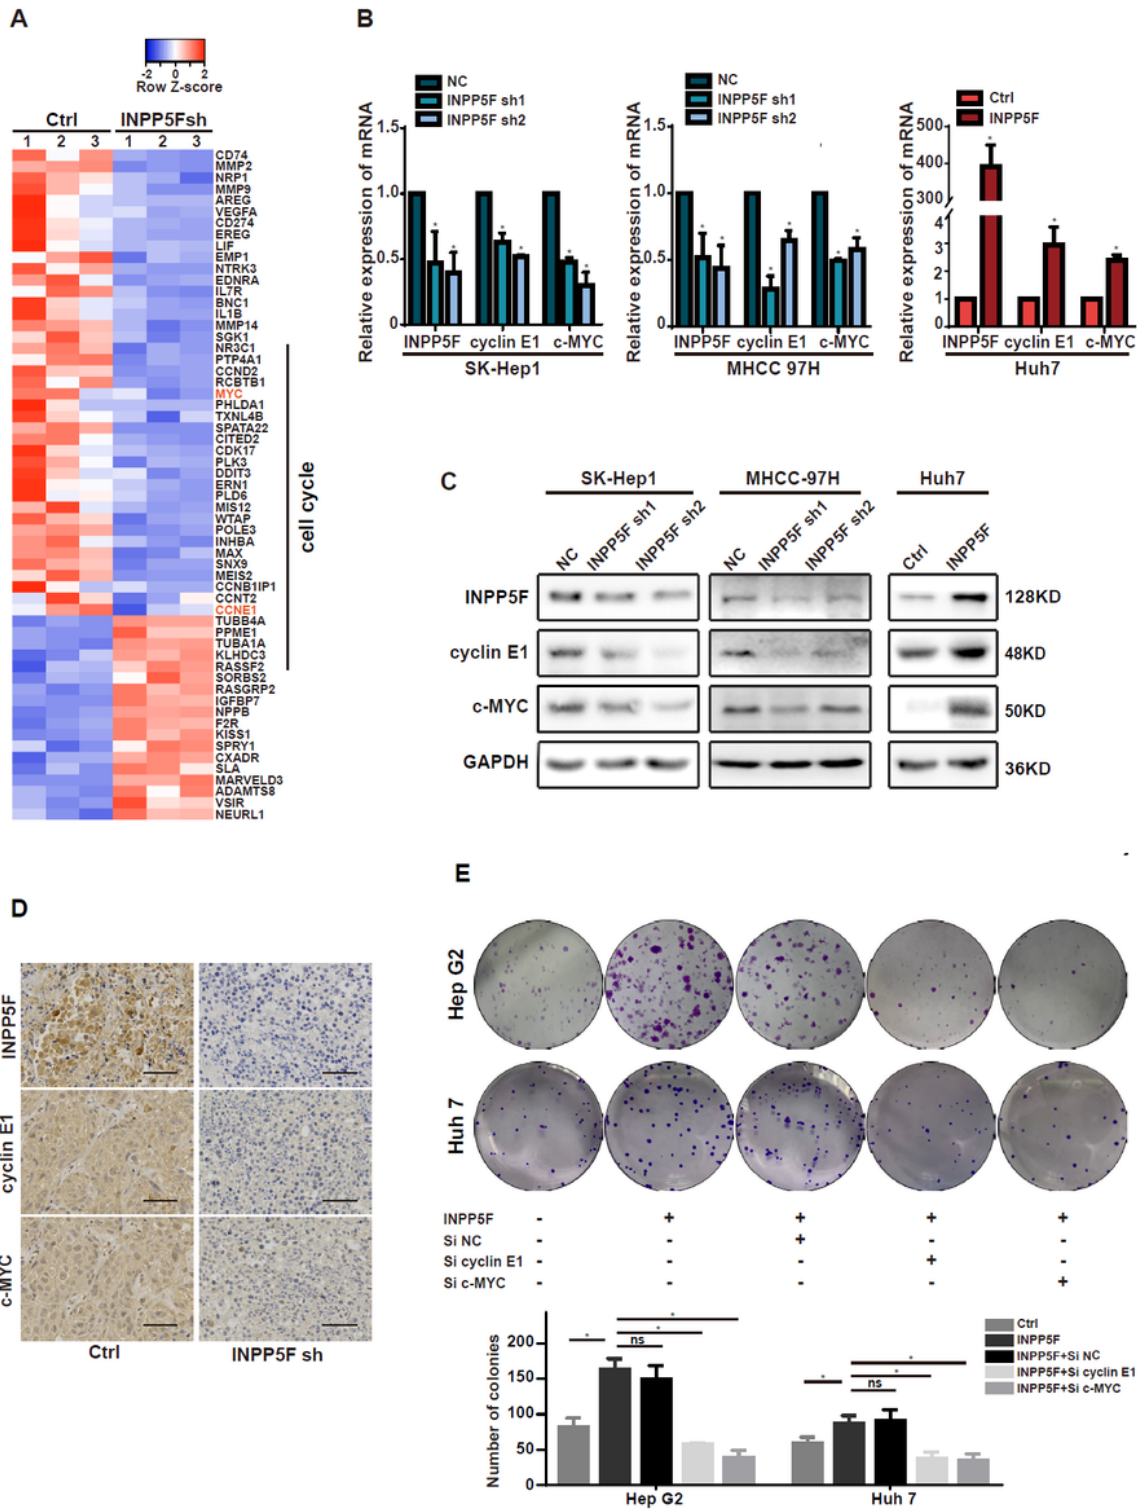 A
-2 0 2
Row Z-score
Ctrl INPP5Fsh
1 2 3 1 2 3
CD74
MMP2
NRP1
MMP9
AREG
VEGFA
CD274
EREG
LIF
EMP1
NTRK3
EDNRA
IL7R
BNC1
IL1B
MMP14
SGK1
NR3C1
PTP4A1
CCND2
RCBTB1
MYC
PHLDA1
TXNL4B
SPATA22
CITED2
CDK17
PLK3
DDIT3
ERN1
PLD6
MIS12
WTAP
POLE3
INHBA
MAX
SNX9
MEIS2
CCNB1IP1
CCNT2
CCNE1
TUBB4A
PPME1
TUBA1A
KLHDC3
RASSF2
SORBS2
RASGRP2
IGFBP7
NPPB
F2R
KISS1
SPRY1
CXADR
SLA
MARVELD3
ADAMTS8
VSIR
NEURL1
cell cycle
B
NC
INPP5F sh1
INPP5F sh2
Relative expression of mRNA
1.5
1.0
0.5
0
* * * * * *
INPP5F cyclin E1 c-MYC
SK-Hep1
NC
INPP5F sh1
INPP5F sh2
Relative expression of mRNA
1.5
1.0
0.5
0
* * * * * *
INPP5F cyclin E1 c-MYC
MHCC 97H
Ctrl
INPP5F
Relative expression of mRNA
500
400
300
4
3
2
1
0
* * *
INPP5F cyclin E1 c-MYC
Huh7
C
SK-Hep1 MHCC-97H Huh7
NC INPP5F sh1 INPP5F sh2 NC INPP5F sh1 INPP5F sh2 Ctrl INPP5F
INPP5F 128KD
cyclin E1 48KD
c-MYC 50KD
GAPDH 36KD
D
INPP5F
cyclin E1
c-MYC
Ctrl INPP5F sh
E
Hep G2
Huh 7
INPP5F - + + + +
Si NC - - + - -
Si cyclin E1 - - - + -
Si c-MYC - - - - +
Number of colonies
200
150
100
50
0
* ns * *
* ns * *
Hep G2 Huh 7
Ctrl
INPP5F
INPP5F+Si NC
INPP5F+Si cyclin E1
INPP5F+Si c-MYC